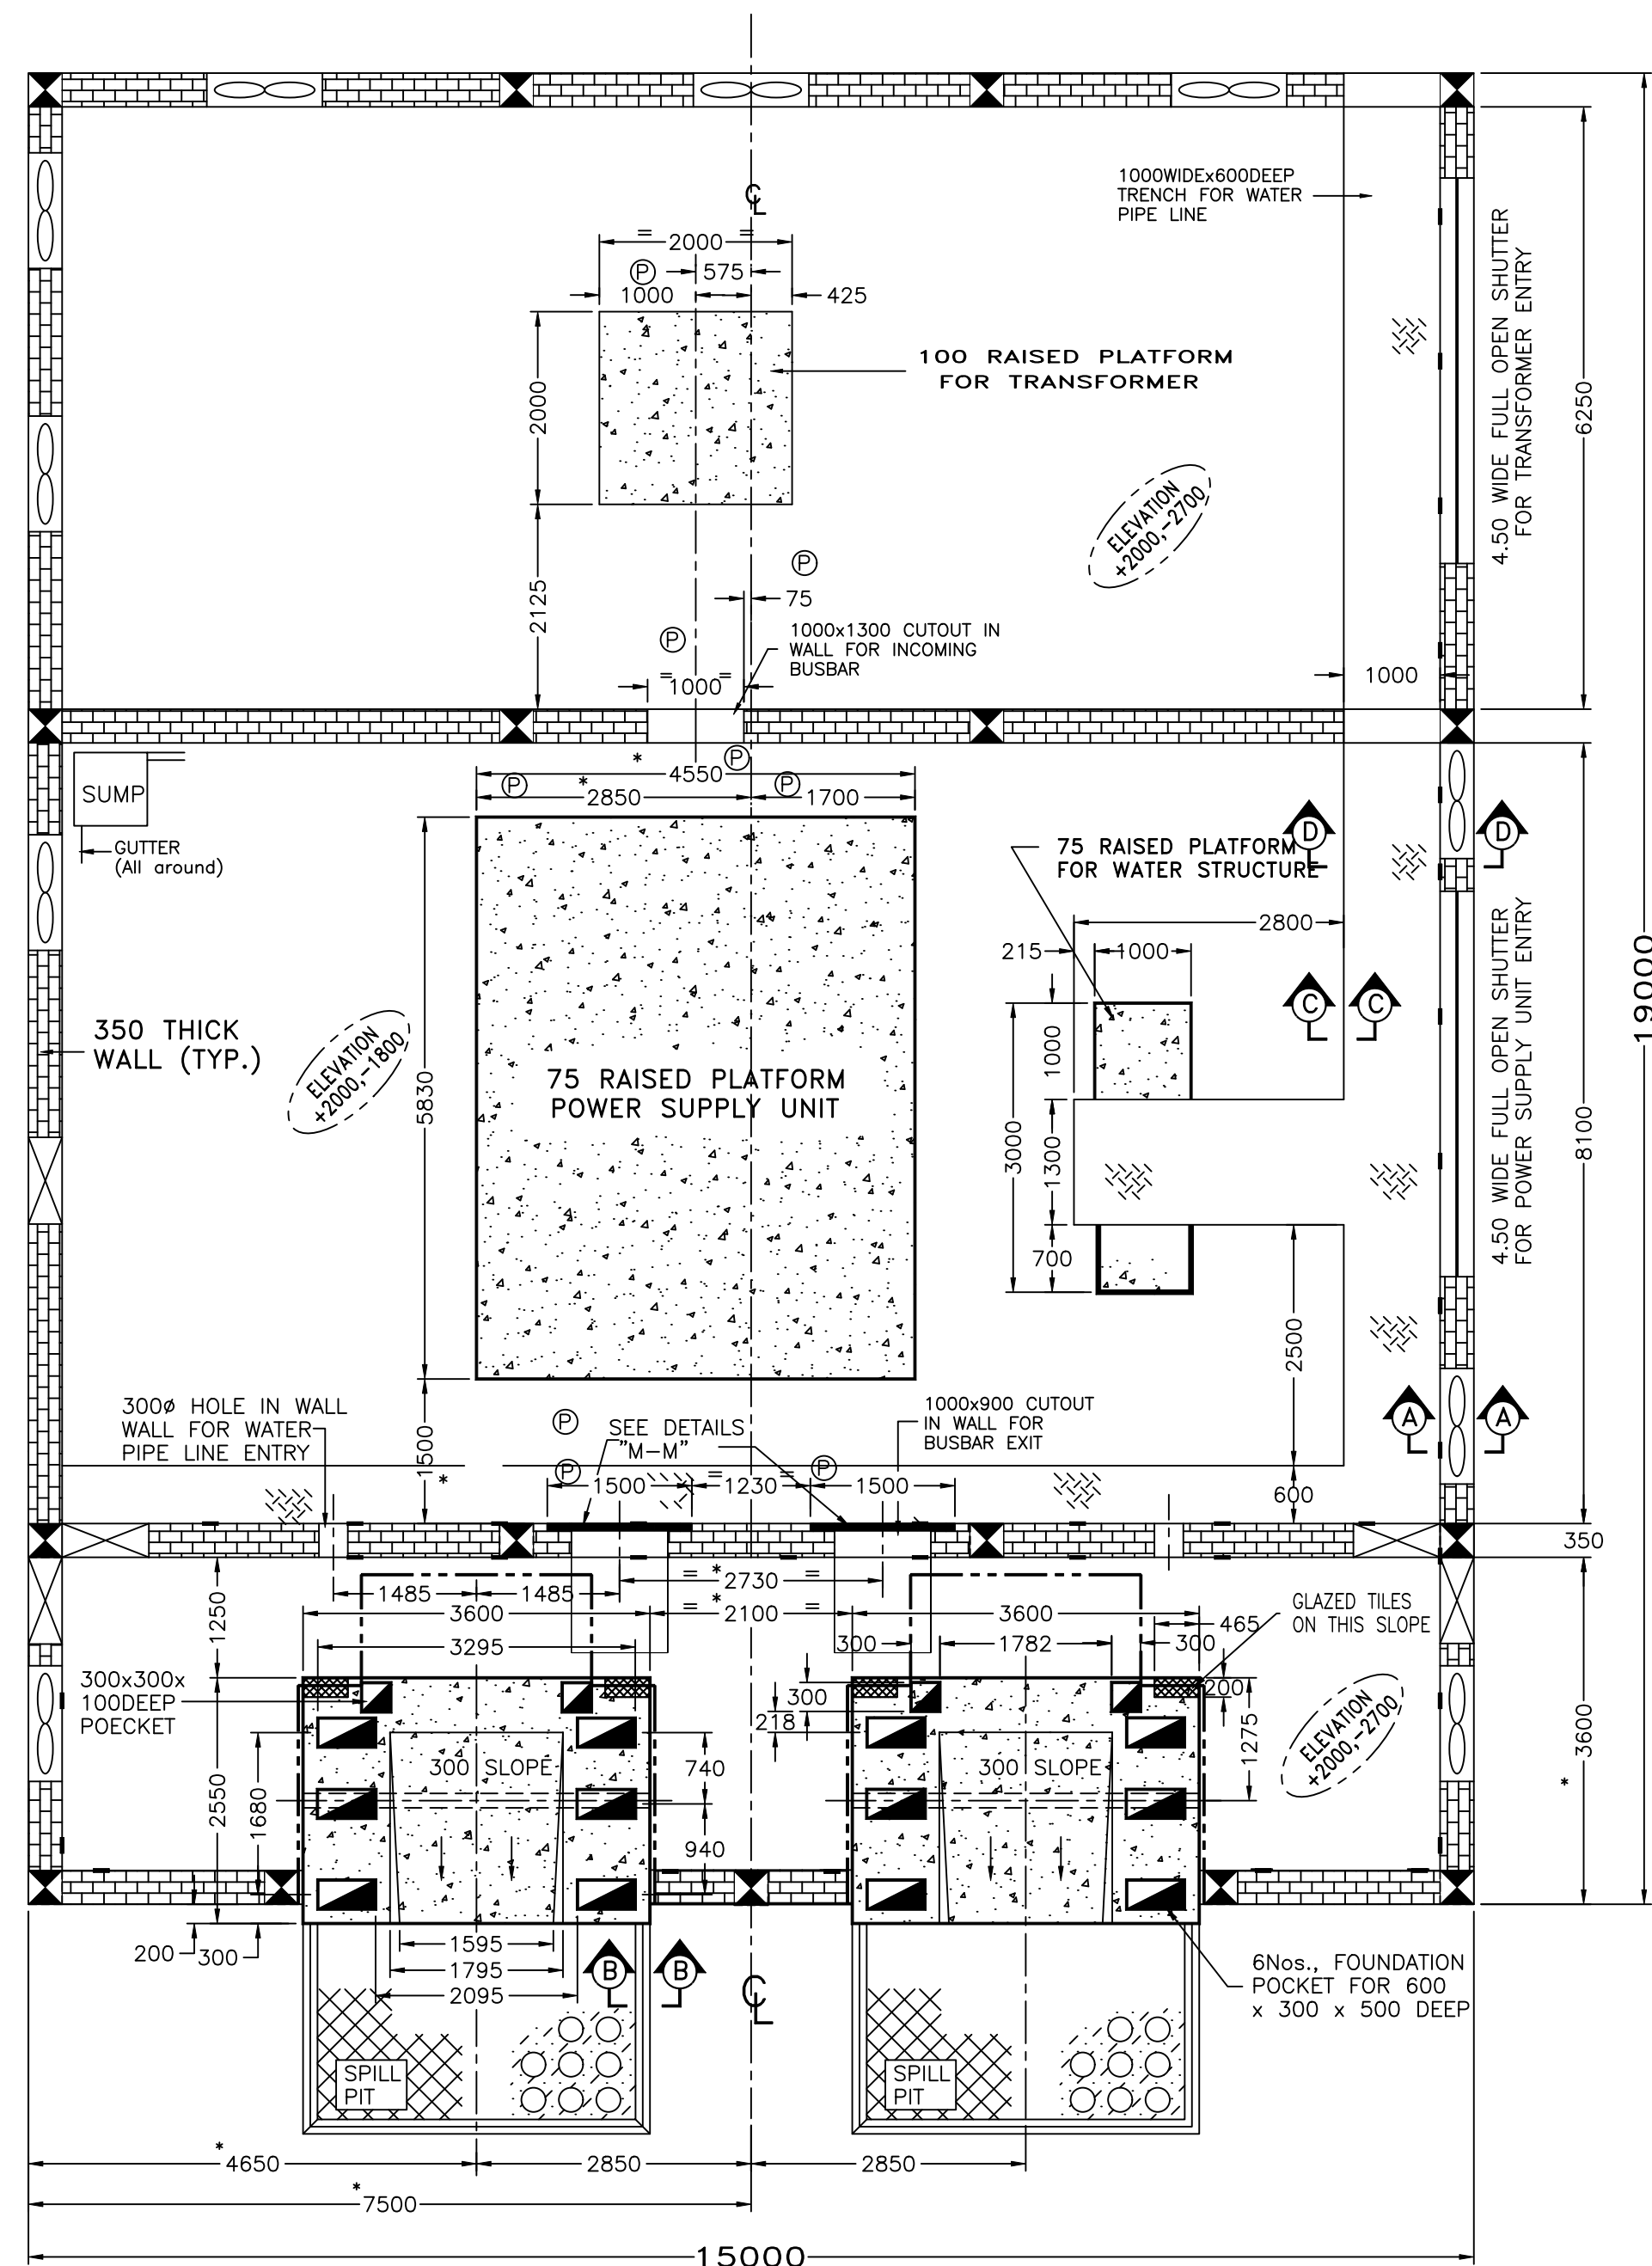 1000WIDEx600DEEP
TRENCH FOR WATER
PIPE LINE
4.50 WIDE FULL OPEN SHUTTER
FOR TRANSFORMER ENTRY
6250
19000
℄
= 2000 =
Ⓟ
575
1000
425
2000
100 RAISED PLATFORM
FOR TRANSFORMER
ELEVATION
+2000,-2700
2125
Ⓟ
75
1000x1300 CUTOUT IN
WALL FOR INCOMING
BUSBAR
Ⓟ
=1000=
1000
SUMP
GUTTER
(All around)
* 4550 Ⓟ
Ⓟ * 2850
Ⓟ 1700
75 RAISED PLATFORM
FOR WATER STRUCTURE
D
D
2800
215
1000
C
C
4.50 WIDE FULL OPEN SHUTTER
FOR POWER SUPPLY UNIT ENTRY
8100
350 THICK
WALL (TYP.)
ELEVATION
+2000,-1800
5830
75 RAISED PLATFORM
POWER SUPPLY UNIT
1000
3000
1300
700
2500
300ø HOLE IN WALL
WALL FOR WATER
PIPE LINE ENTRY
1500
*
Ⓟ
SEE DETAILS
"M-M"
1000x900 CUTOUT
IN WALL FOR
BUSBAR EXIT
A
A
Ⓟ
1500
=1230=
Ⓟ
1500
600
350
1250
1485
1485
= * =
2730
3600
= * =
2100
3600
465
GLAZED TILES
ON THIS SLOPE
3295
300
1782
300
300x300x
100DEEP
POECKET
300
218
200
1275
ELEVATION
+2000,-2700
3600
*
2550
1680
300 SLOPE
740
940
300 SLOPE
200
300
1595
1795
2095
B
B
℄
6Nos., FOUNDATION
POCKET FOR 600
x 300 x 500 DEEP
SPILL
PIT
SPILL
PIT
*
4650
2850
2850
*
7500
15000